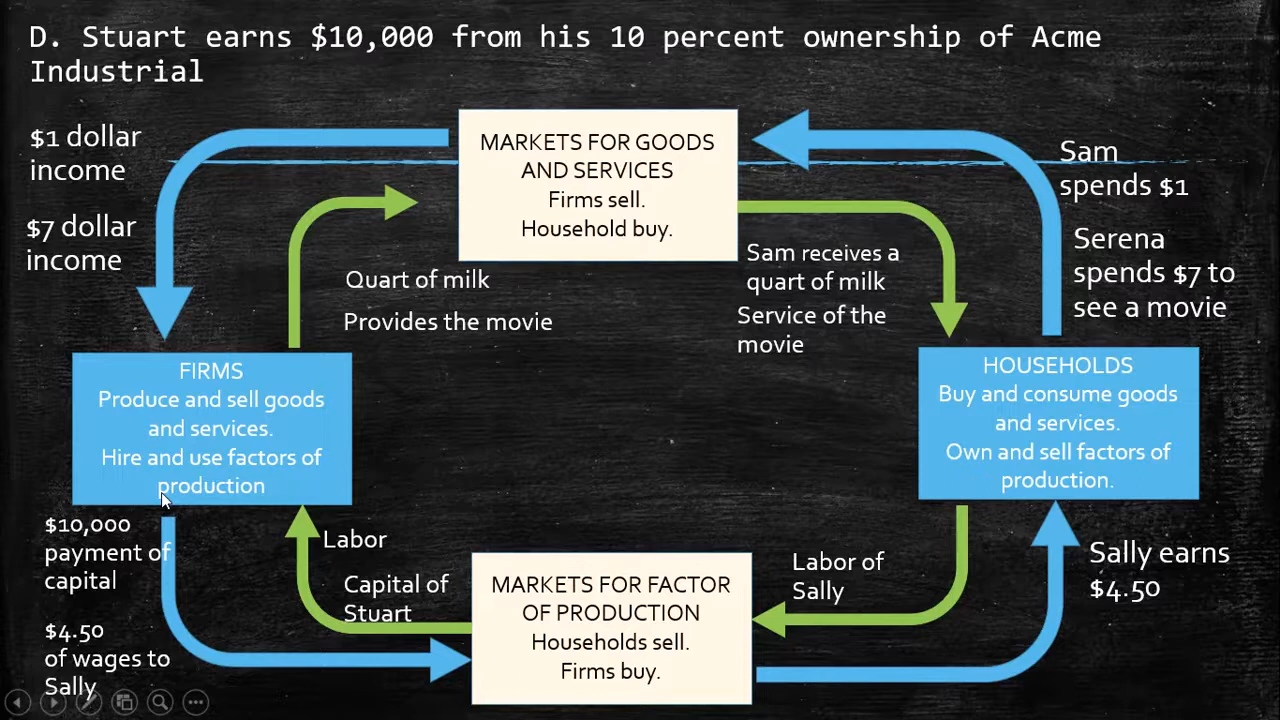 D. Stuart earns $10,000 from his 10 percent ownership of Acme
Industrial
$1 dollar
income
$7 dollar
income
MARKETS FOR GOODS
AND SERVICES
Firms sell.
Household buy.
Sam
spends $1
Serena
spends $7 to
see a movie
Quart of milk
Provides the movie
Sam receives a
quart of milk
Service of the
movie
FIRMS
Produce and sell goods
and services.
Hire and use factors of
production
HOUSEHOLDS
Buy and consume goods
and services.
Own and sell factors of
production.
$10,000
payment of
capital
$4.50
of wages to
Sally
Labor
Capital of
Stuart
MARKETS FOR FACTOR
OF PRODUCTION
Households sell.
Firms buy.
Labor of
Sally
Sally earns
$4.50